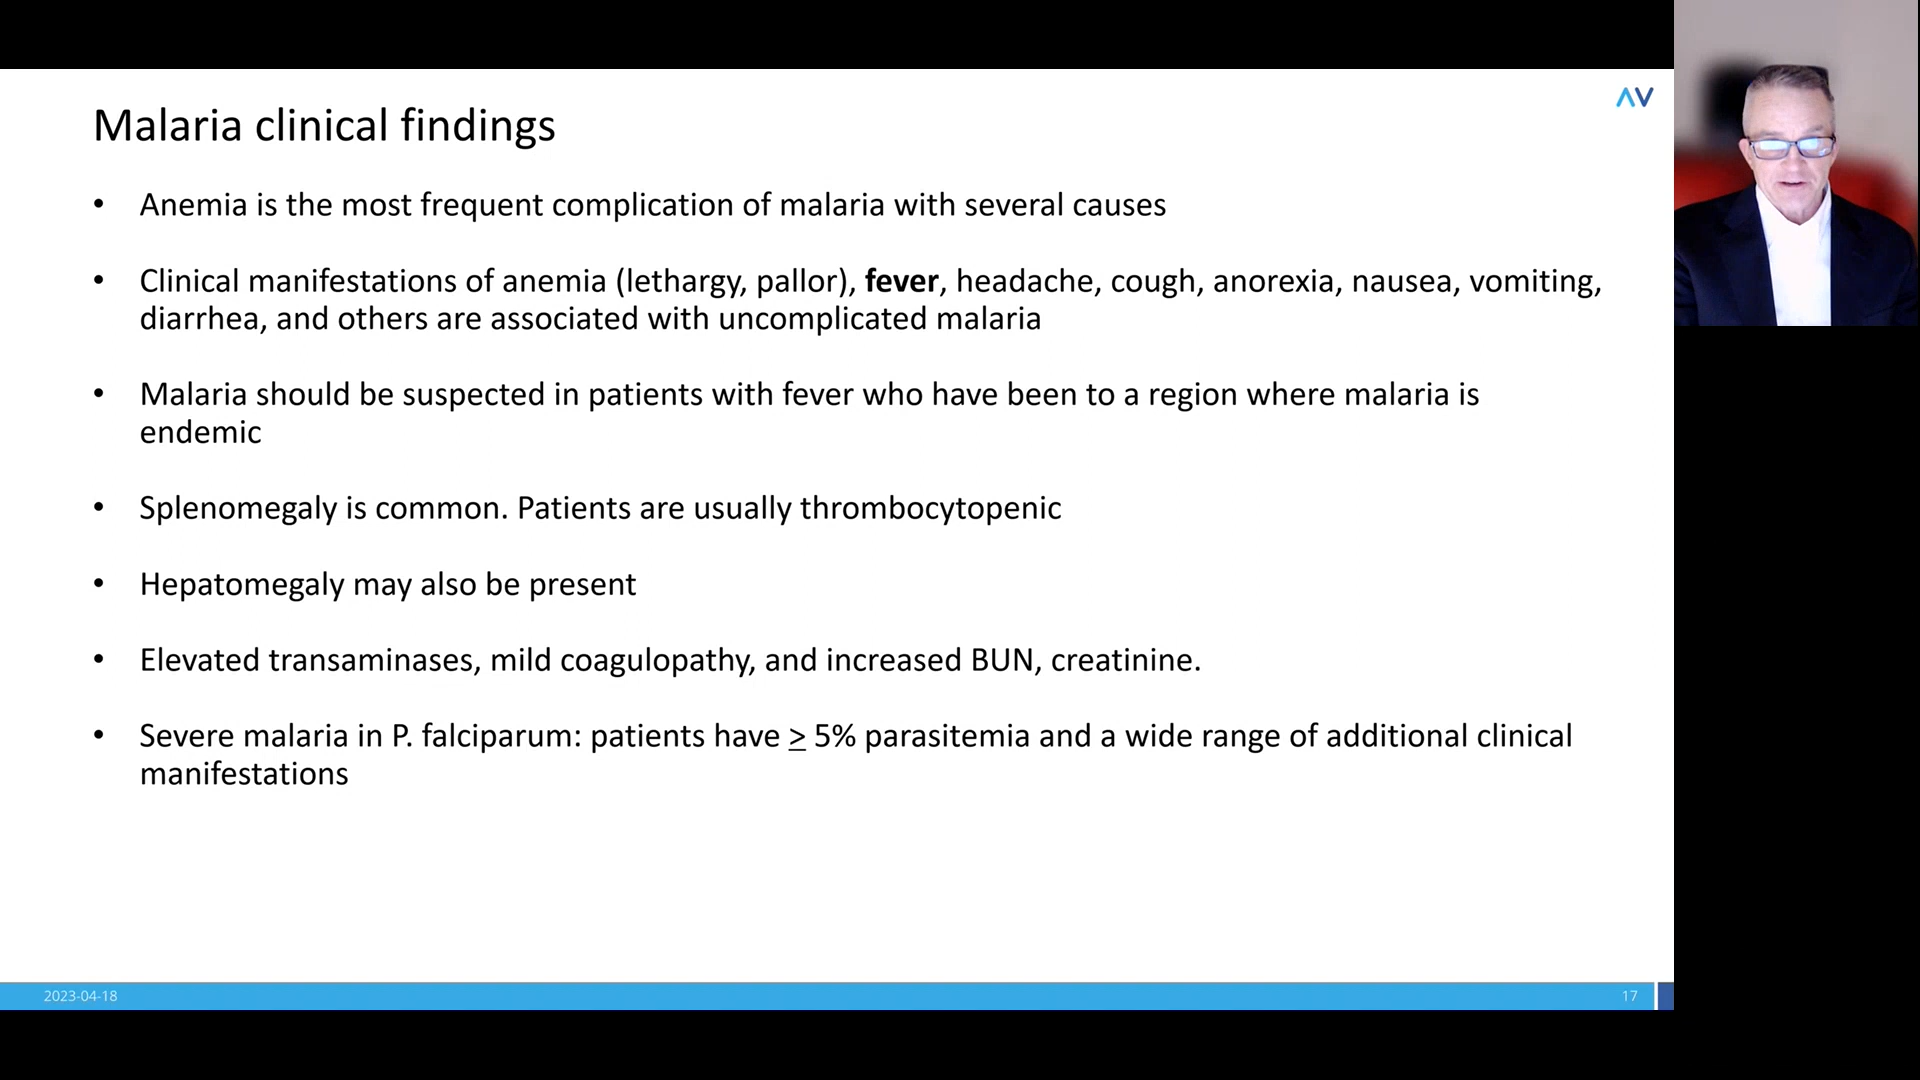 Malaria clinical findings
• Anemia is the most frequent complication of malaria with several causes
• Clinical manifestations of anemia (lethargy, pallor), fever, headache, cough, anorexia, nausea, vomiting,
diarrhea, and others are associated with uncomplicated malaria
• Malaria should be suspected in patients with fever who have been to a region where malaria is
endemic
• Splenomegaly is common. Patients are usually thrombocytopenic
• Hepatomegaly may also be present
• Elevated transaminases, mild coagulopathy, and increased BUN, creatinine.
• Severe malaria in P. falciparum: patients have ≥ 5% parasitemia and a wide range of additional clinical
manifestations
2023-04-18
17